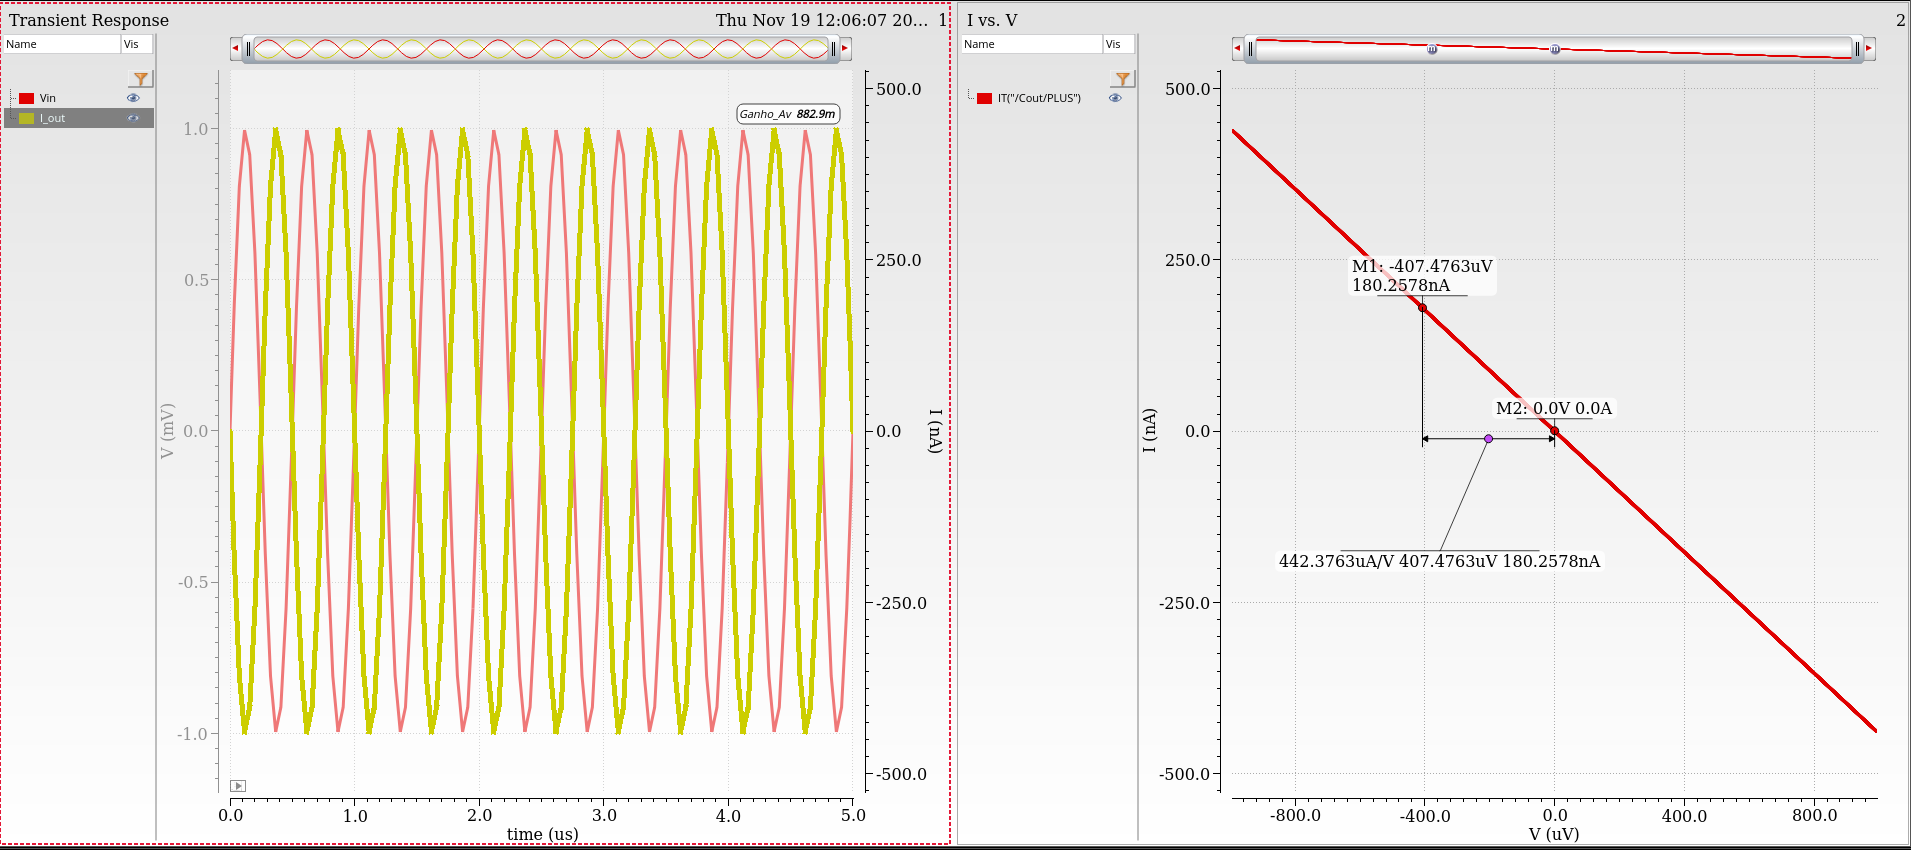 Transient Response
Thu Nov 19 12:06:07 20... 1
Name Vis
Vin
I_out
Ganho_Av 882.9m
1.0
0.5
0.0
-0.5
-1.0
V (mV)
500.0
250.0
0.0
-250.0
-500.0
I (nA)
0.0 1.0 2.0 3.0 4.0 5.0
time (us)
I vs. V
2
Name Vis
IT("/Cout/PLUS")
m m
500.0
250.0
0.0
-250.0
-500.0
I (nA)
M1: -407.4763uV
180.2578nA
M2: 0.0V 0.0A
442.3763uA/V 407.4763uV 180.2578nA
-800.0 -400.0 0.0 400.0 800.0
V (uV)